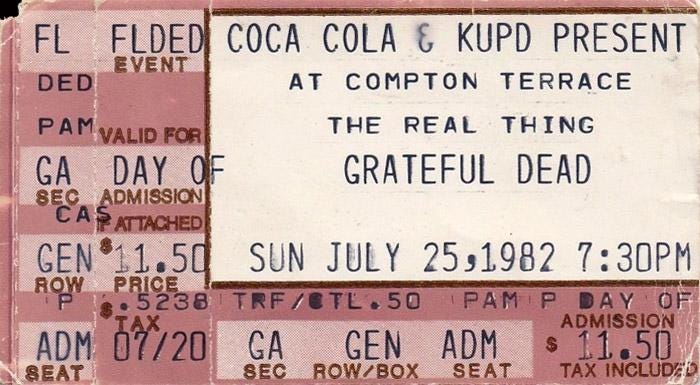 FL FLDED COCA COLA & KUPD PRESENT
EVENT
DED AT COMPTON TERRACE
PAM VALID FOR THE REAL THING
GA DAY OF GRATEFUL DEAD
SEC ADMISSION
CAS IF ATTACHED
GEN $11.50 SUN JULY 25,1982 7:30PM
ROW PRICE
P $.5238 TRF/CTL.50 PAM P DAY OF
TAX ADMISSION
ADM 07/20 GA GEN ADM $ 11.50
SEAT SEC ROW/BOX SEAT TAX INCLUDED